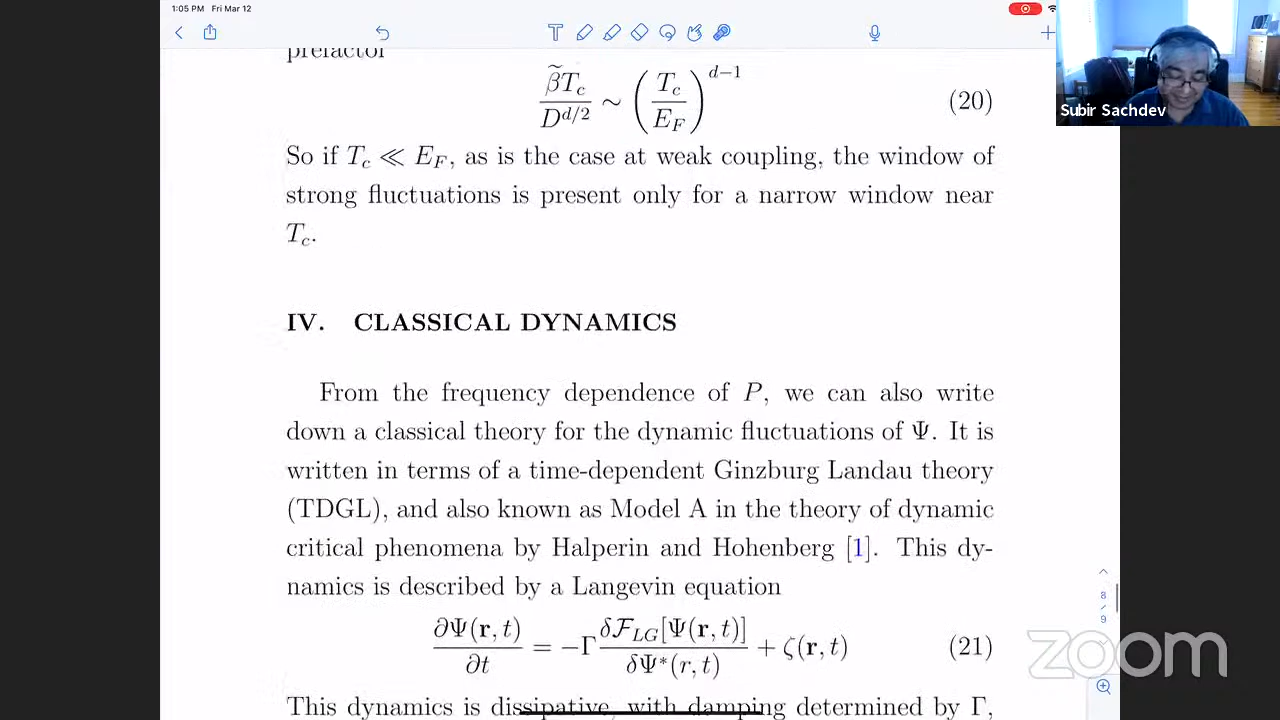 1:05 PM Fri Mar 12
prefactor
β̃T_c / D^{d/2} ∼ (T_c / E_F)^{d−1} (20)
So if T_c ≪ E_F, as is the case at weak coupling, the window of
strong fluctuations is present only for a narrow window near
T_c.
IV. CLASSICAL DYNAMICS
From the frequency dependence of P, we can also write
down a classical theory for the dynamic fluctuations of Ψ. It is
written in terms of a time-dependent Ginzburg Landau theory
(TDGL), and also known as Model A in the theory of dynamic
critical phenomena by Halperin and Hohenberg [1]. This dy-
namics is described by a Langevin equation
∂Ψ(r, t) / ∂t = −Γ δF_{LG}[Ψ(r, t)] / δΨ*(r, t) + ζ(r, t) (21)
This dynamics is dissipative, with damping determined by Γ,
Subir Sachdev
8
/
9
zoom